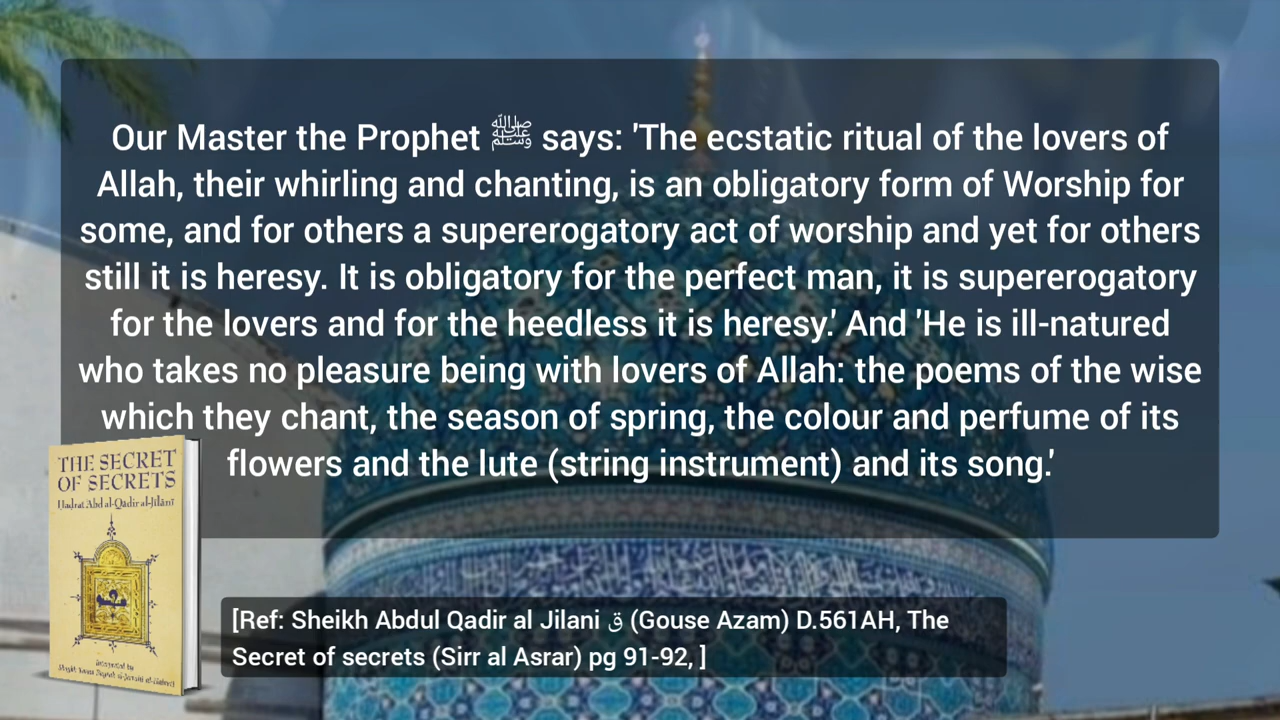 Our Master the Prophet ﷺ says: 'The ecstatic ritual of the lovers of
Allah, their whirling and chanting, is an obligatory form of Worship for
some, and for others a supererogatory act of worship and yet for others
still it is heresy. It is obligatory for the perfect man, it is supererogatory
for the lovers and for the heedless it is heresy.' And 'He is ill-natured
who takes no pleasure being with lovers of Allah: the poems of the wise
which they chant, the season of spring, the colour and perfume of its
flowers and the lute (string instrument) and its song.'
THE SECRET
OF SECRETS
Ḥaḍrat ʿAbd al-Qādir al-Jīlānī
Interpreted by
[Ref: Sheikh Abdul Qadir al Jilani ق (Gouse Azam) D.561AH, The
Secret of secrets (Sirr al Asrar) pg 91-92, ]